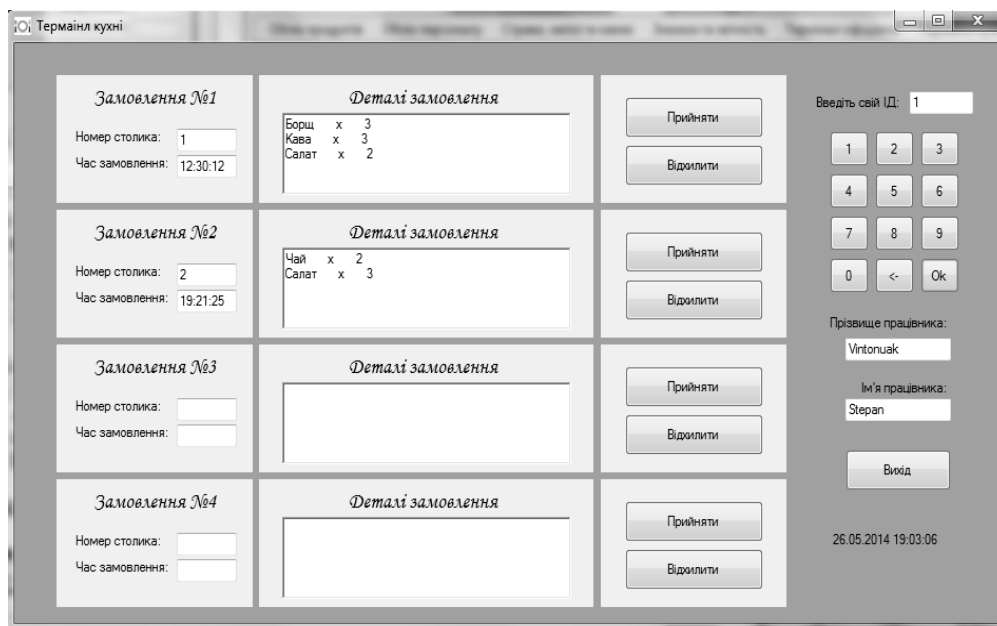 Термаінл кухні
Замовлення №1
Номер столика: 1
Час замовлення: 12:30:12
Деталі замовлення
Борщ x 3
Кава x 3
Салат x 2
Прийняти
Відхилити
Замовлення №2
Номер столика: 2
Час замовлення: 19:21:25
Деталі замовлення
Чай x 2
Салат x 3
Прийняти
Відхилити
Замовлення №3
Номер столика:
Час замовлення:
Деталі замовлення
Прийняти
Відхилити
Замовлення №4
Номер столика:
Час замовлення:
Деталі замовлення
Прийняти
Відхилити
Введіть свій ІД: 1
1 2 3
4 5 6
7 8 9
0 <- Ok
Прізвище працівника:
Vintonuak
Ім'я працівника:
Stepan
Вихід
26.05.2014 19:03:06